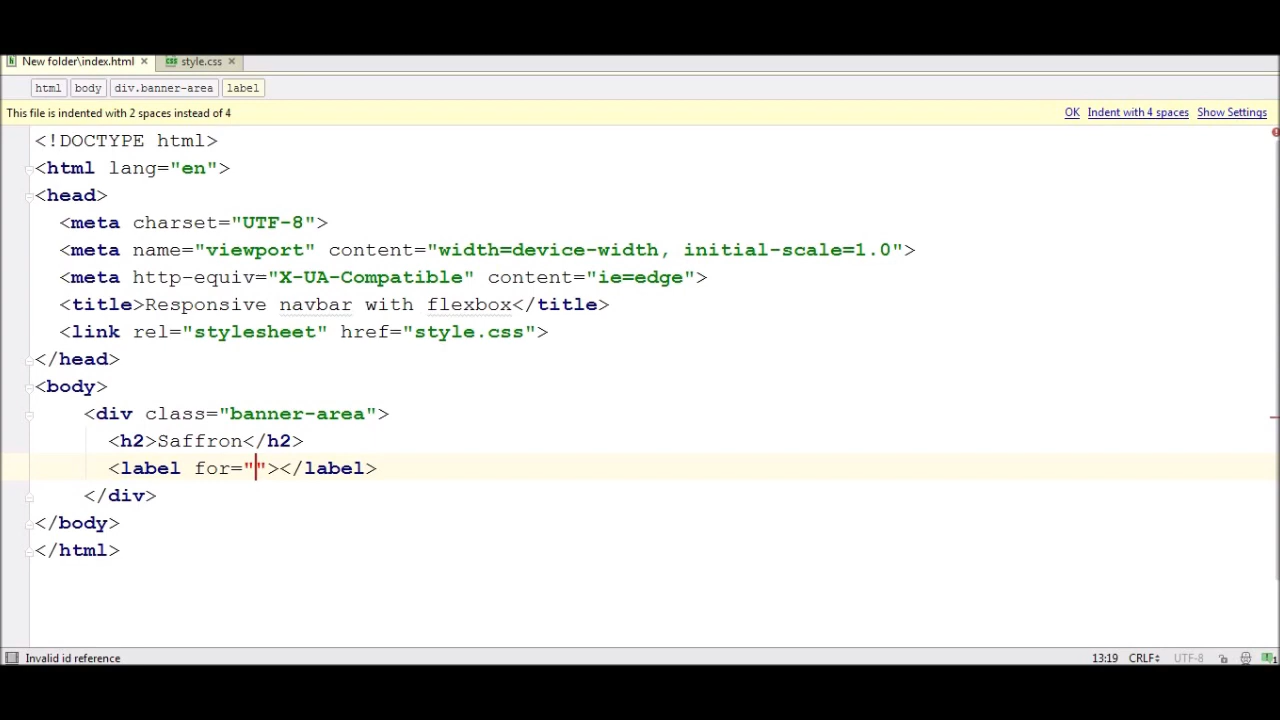 New folder\index.html
style.css
html body div.banner-area label
This file is indented with 2 spaces instead of 4 OK Indent with 4 spaces Show Settings
<!DOCTYPE html>
<html lang="en">
<head>
<meta charset="UTF-8">
<meta name="viewport" content="width=device-width, initial-scale=1.0">
<meta http-equiv="X-UA-Compatible" content="ie=edge">
<title>Responsive navbar with flexbox</title>
<link rel="stylesheet" href="style.css">
</head>
<body>
<div class="banner-area">
<h2>Saffron</h2>
<label for=""></label>
</div>
</body>
</html>
Invalid id reference 13:19 CRLF UTF-8 1